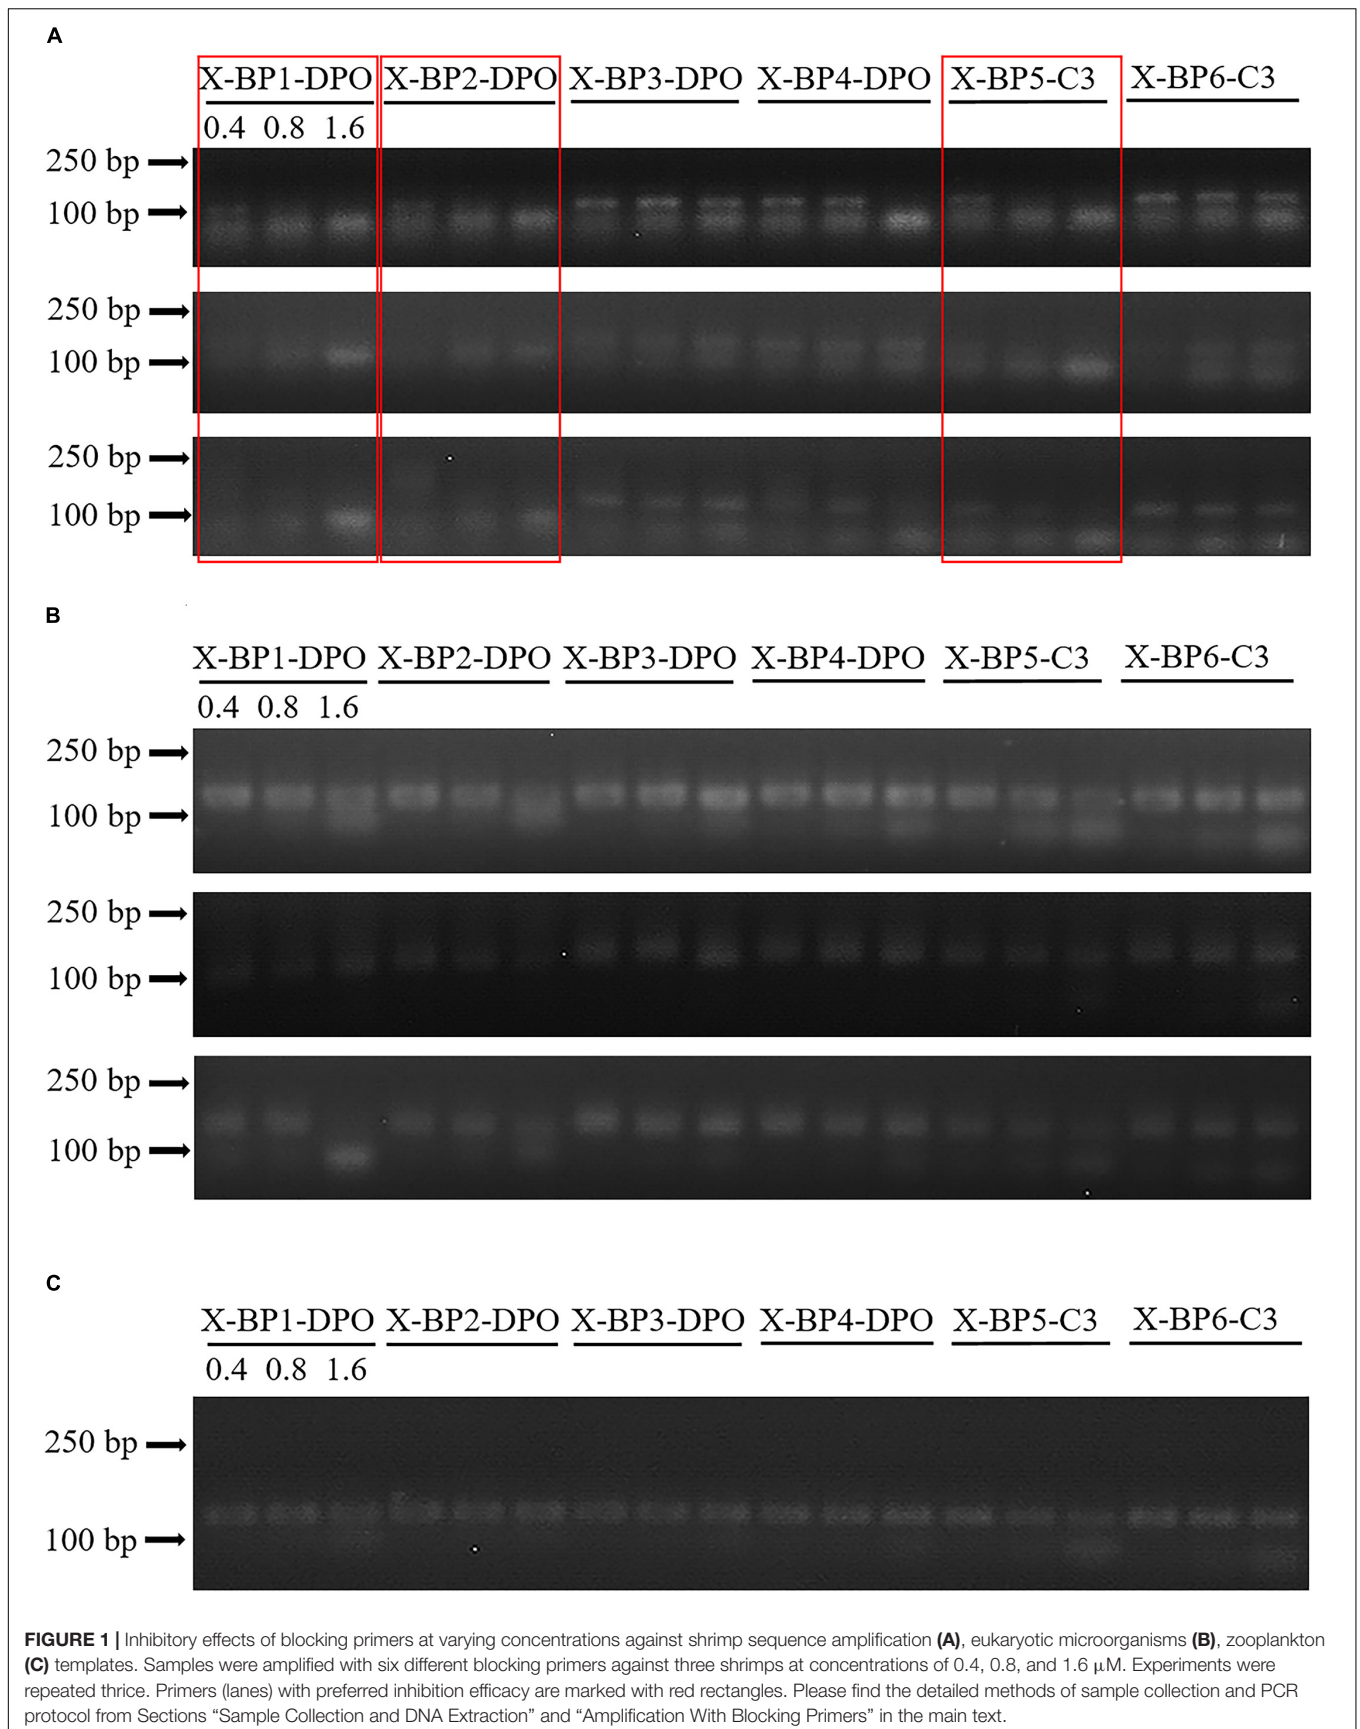 A
X-BP1-DPO X-BP2-DPO X-BP3-DPO X-BP4-DPO X-BP5-C3 X-BP6-C3
0.4 0.8 1.6
250 bp
100 bp
250 bp
100 bp
250 bp
100 bp
B
X-BP1-DPO X-BP2-DPO X-BP3-DPO X-BP4-DPO X-BP5-C3 X-BP6-C3
0.4 0.8 1.6
250 bp
100 bp
250 bp
100 bp
250 bp
100 bp
C
X-BP1-DPO X-BP2-DPO X-BP3-DPO X-BP4-DPO X-BP5-C3 X-BP6-C3
0.4 0.8 1.6
250 bp
100 bp
FIGURE 1 | Inhibitory effects of blocking primers at varying concentrations against shrimp sequence amplification (A), eukaryotic microorganisms (B), zooplankton
(C) templates. Samples were amplified with six different blocking primers against three shrimps at concentrations of 0.4, 0.8, and 1.6 μM. Experiments were
repeated thrice. Primers (lanes) with preferred inhibition efficacy are marked with red rectangles. Please find the detailed methods of sample collection and PCR
protocol from Sections “Sample Collection and DNA Extraction” and “Amplification With Blocking Primers” in the main text.